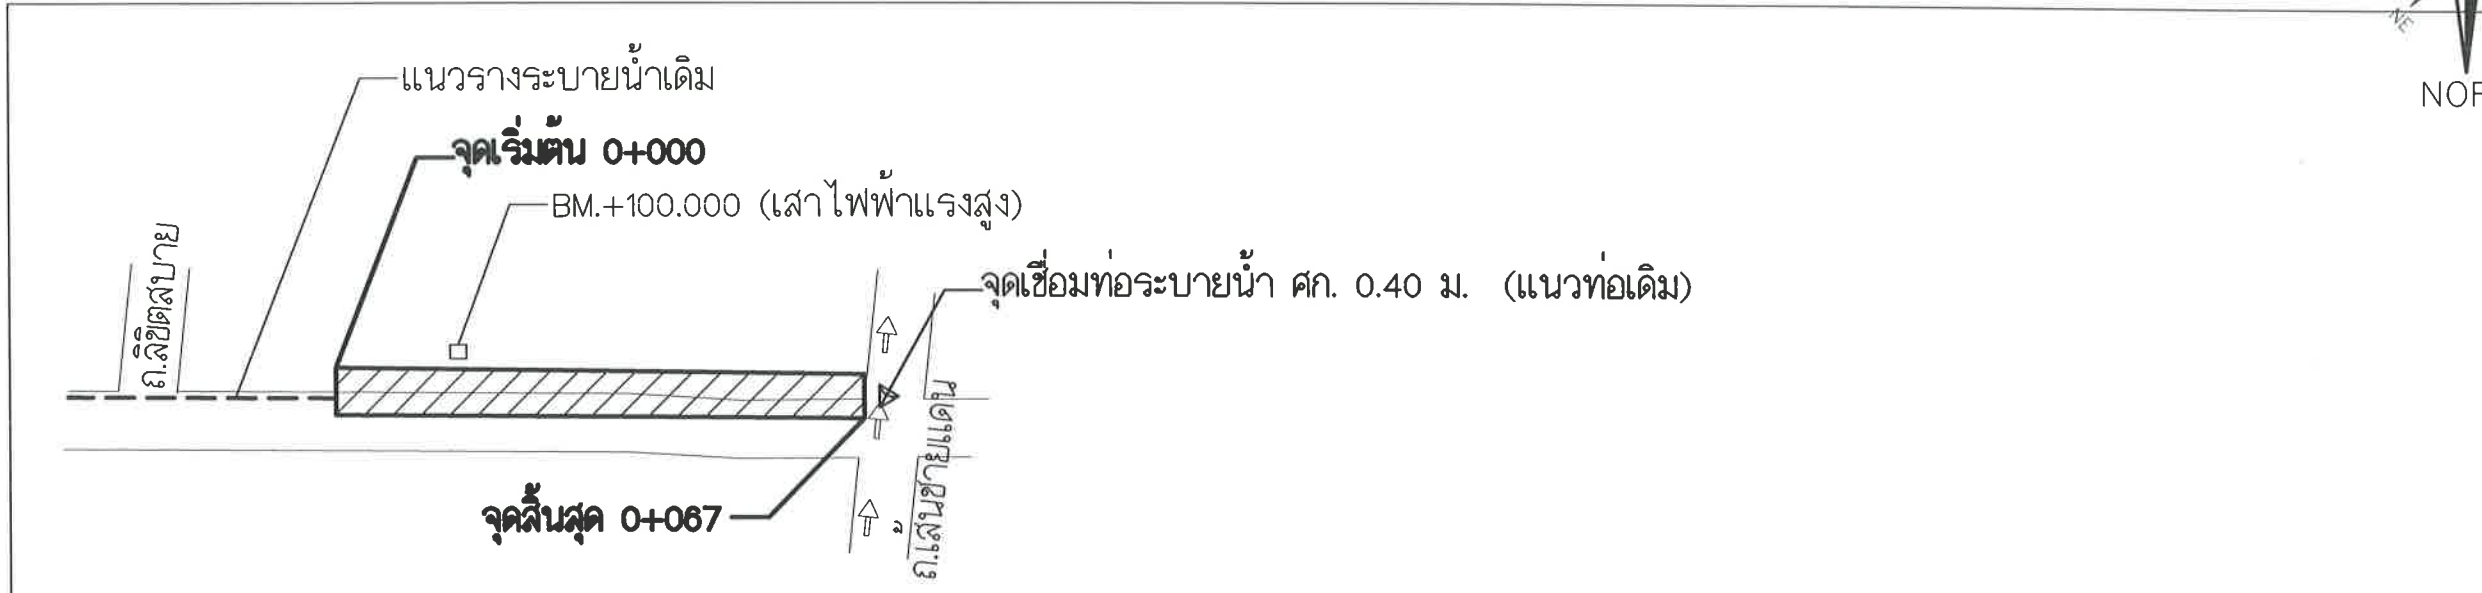 NE
NOR
แนวรางระบายน้ำเดิม
จุดเริ่มต้น 0+000
BM.+100.000 (เสาไฟฟ้าแรงสูง)
ถ.ลิขิตสบาย
จุดเชื่อมท่อระบายน้ำ ศก. 0.40 ม. (แนวท่อเดิม)
ถ.เส้นชายแดน
จุดสิ้นสุด 0+067